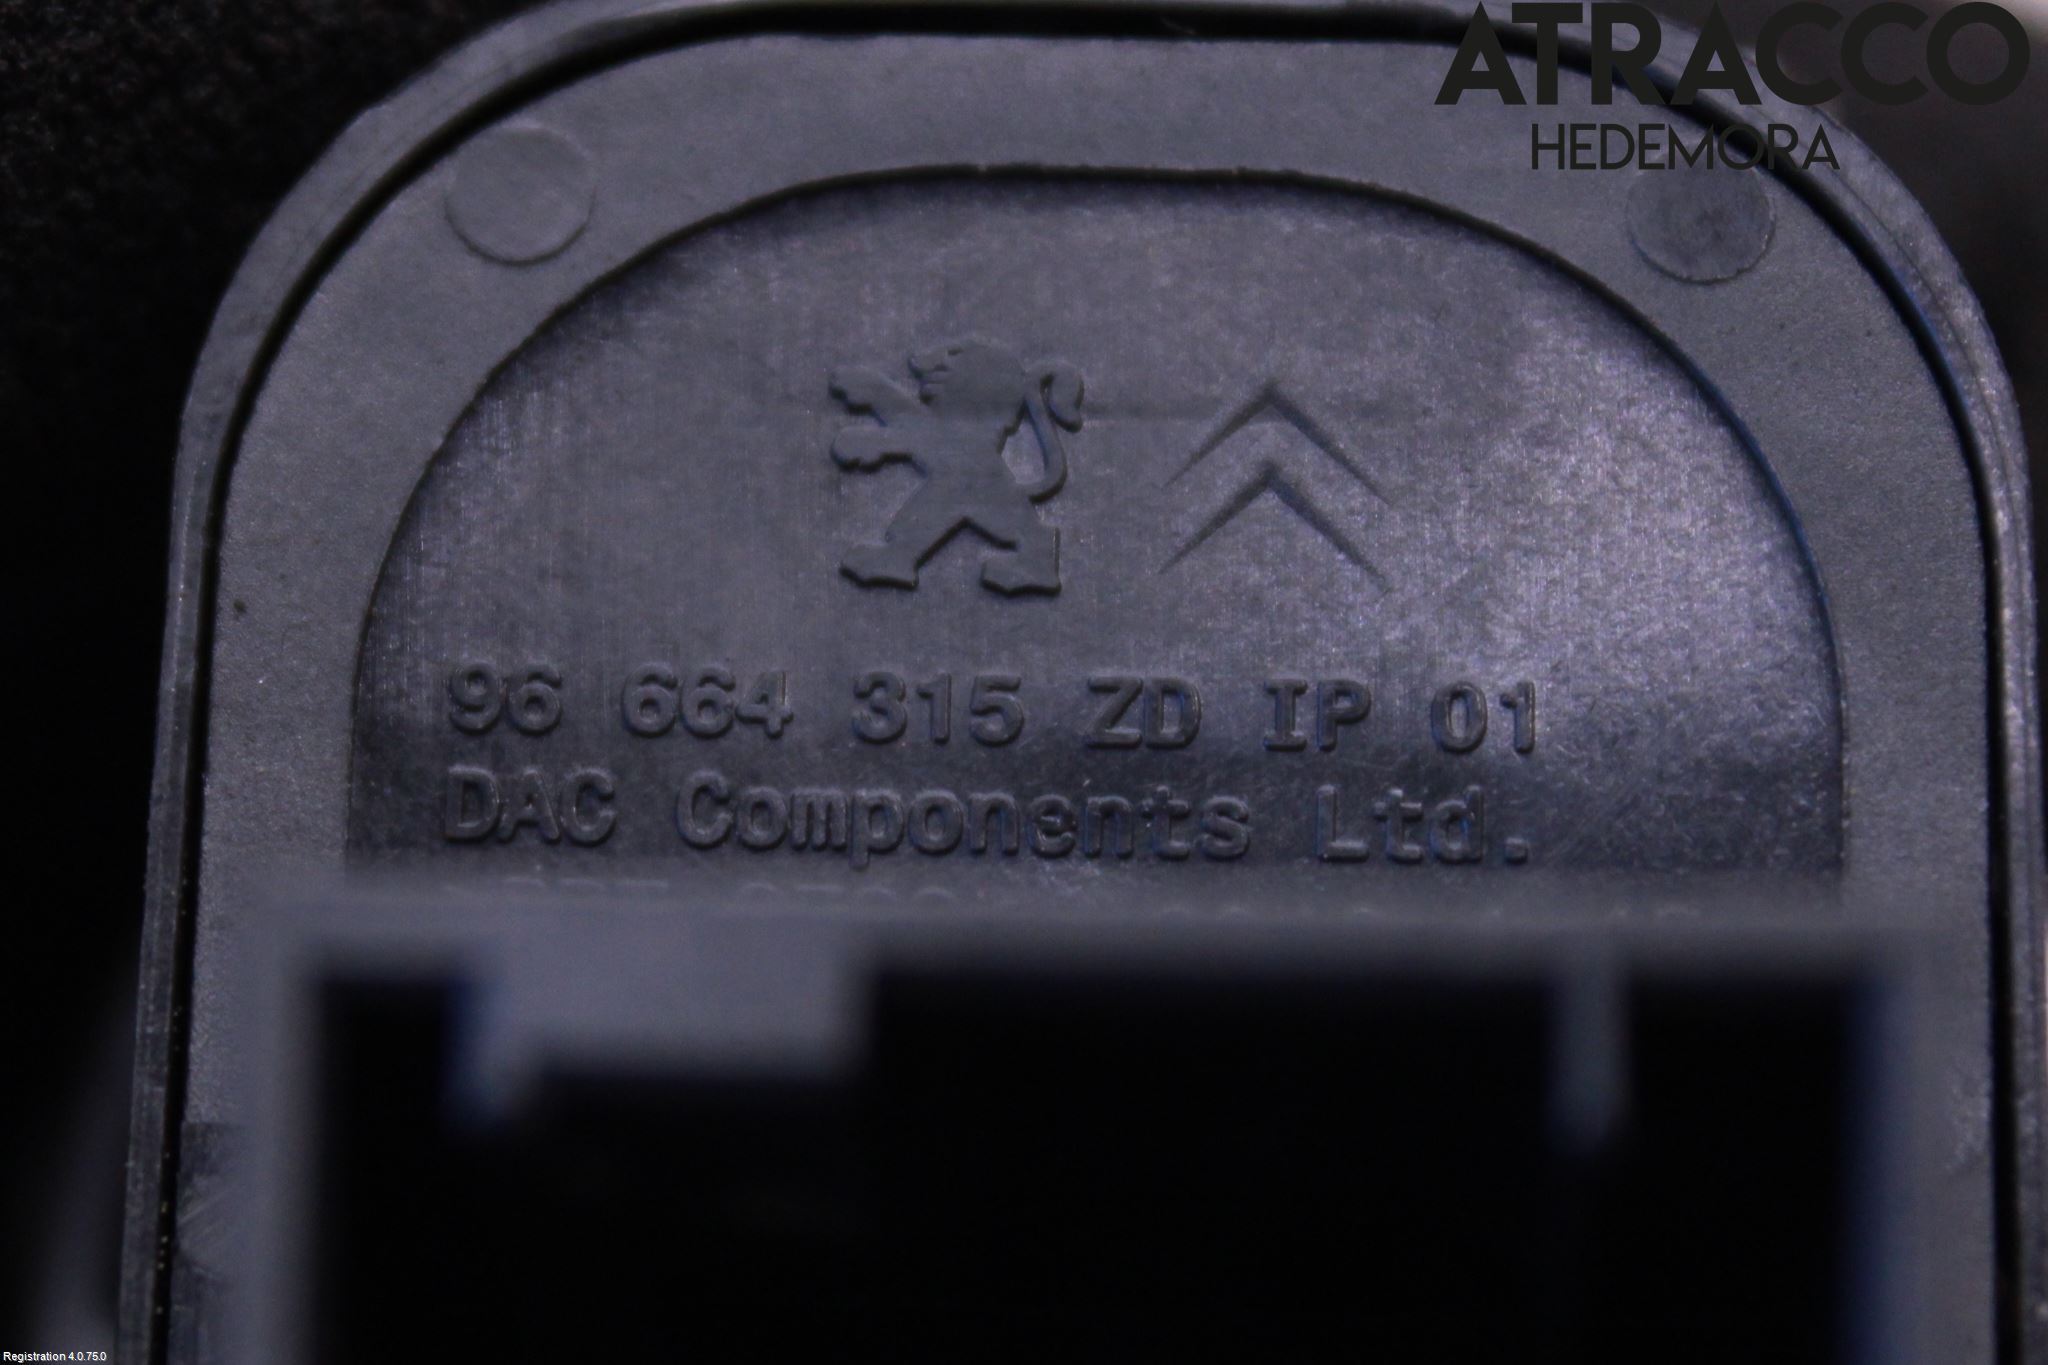 ATRACCO
HEDEMORA
96 664 315 ZD IP 01
DAC Components Ltd.
Registration 4.0.75.0